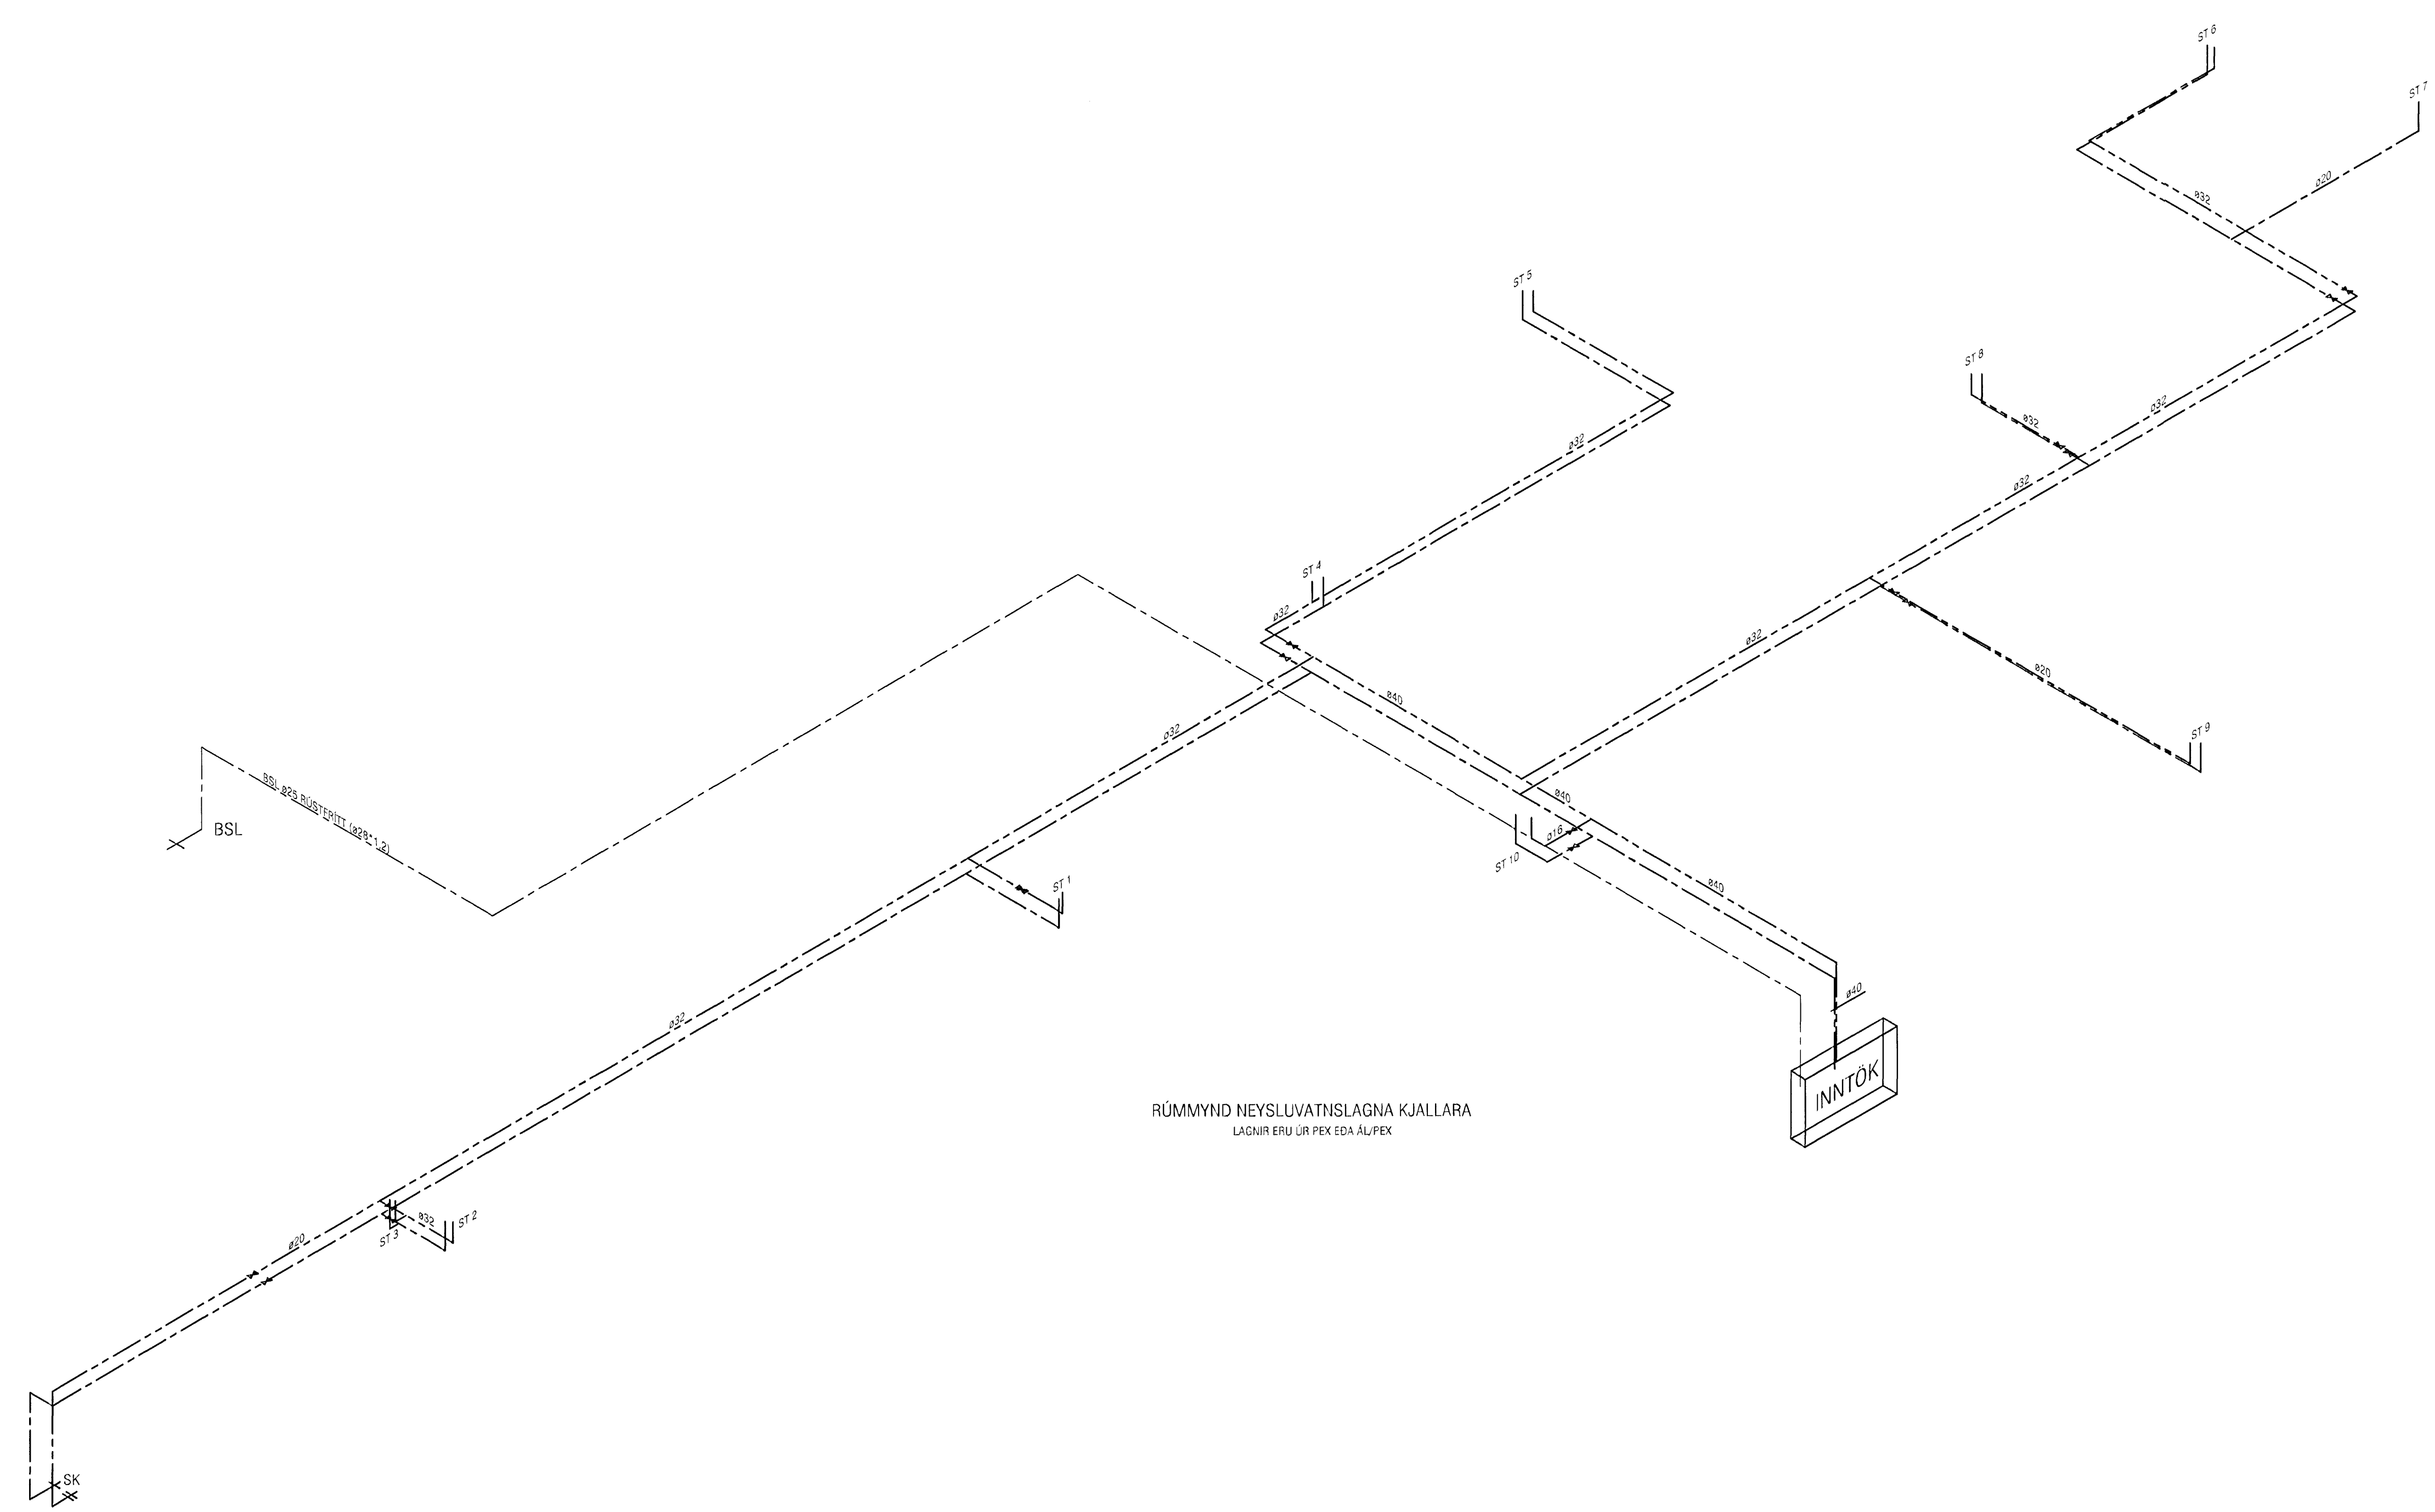 ST 6
ST 7
ø20
ø32
ST 5
ST 8
ø32
ø32
ø32
ø32
ST 4
ø32
ø32
ø20
ø40
ø32
ST 9
BSL ø25 RÚSTFRÍTT (ø28*1,2)
BSL
ø40
ø16
ST 10
ø40
ST 1
ø40
INNTÖK
ø32
RÚMMYND NEYSLUVATNSLAGNA KJALLARA
LAGNIR ERU ÚR PEX EÐA ÁL/PEX
ø32
ST 2
ST 3
ø20
SK